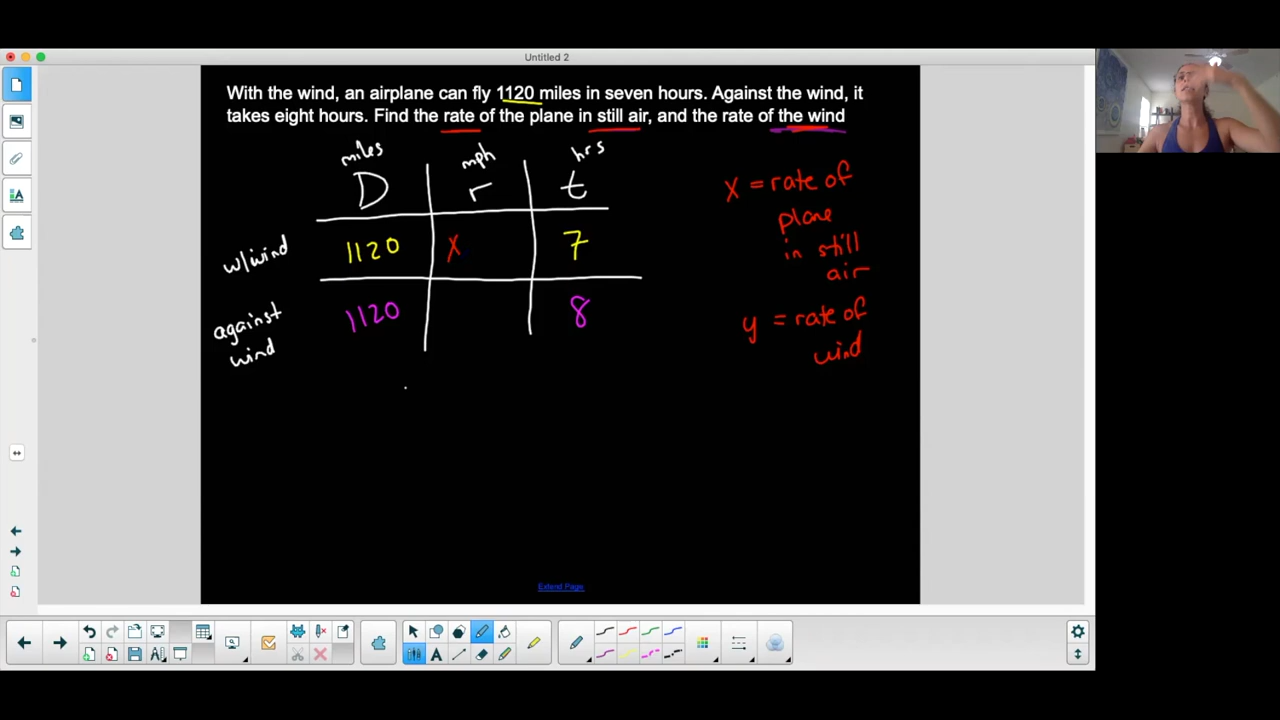 Untitled 2
With the wind, an airplane can fly 1120 miles in seven hours. Against the wind, it
takes eight hours. Find the rate of the plane in still air, and the rate of the wind
miles mph hrs
D r t
w/wind 1120 x 7
against
wind
1120 8
x = rate of
plane
in still
air
y = rate of
wind
Extend Page